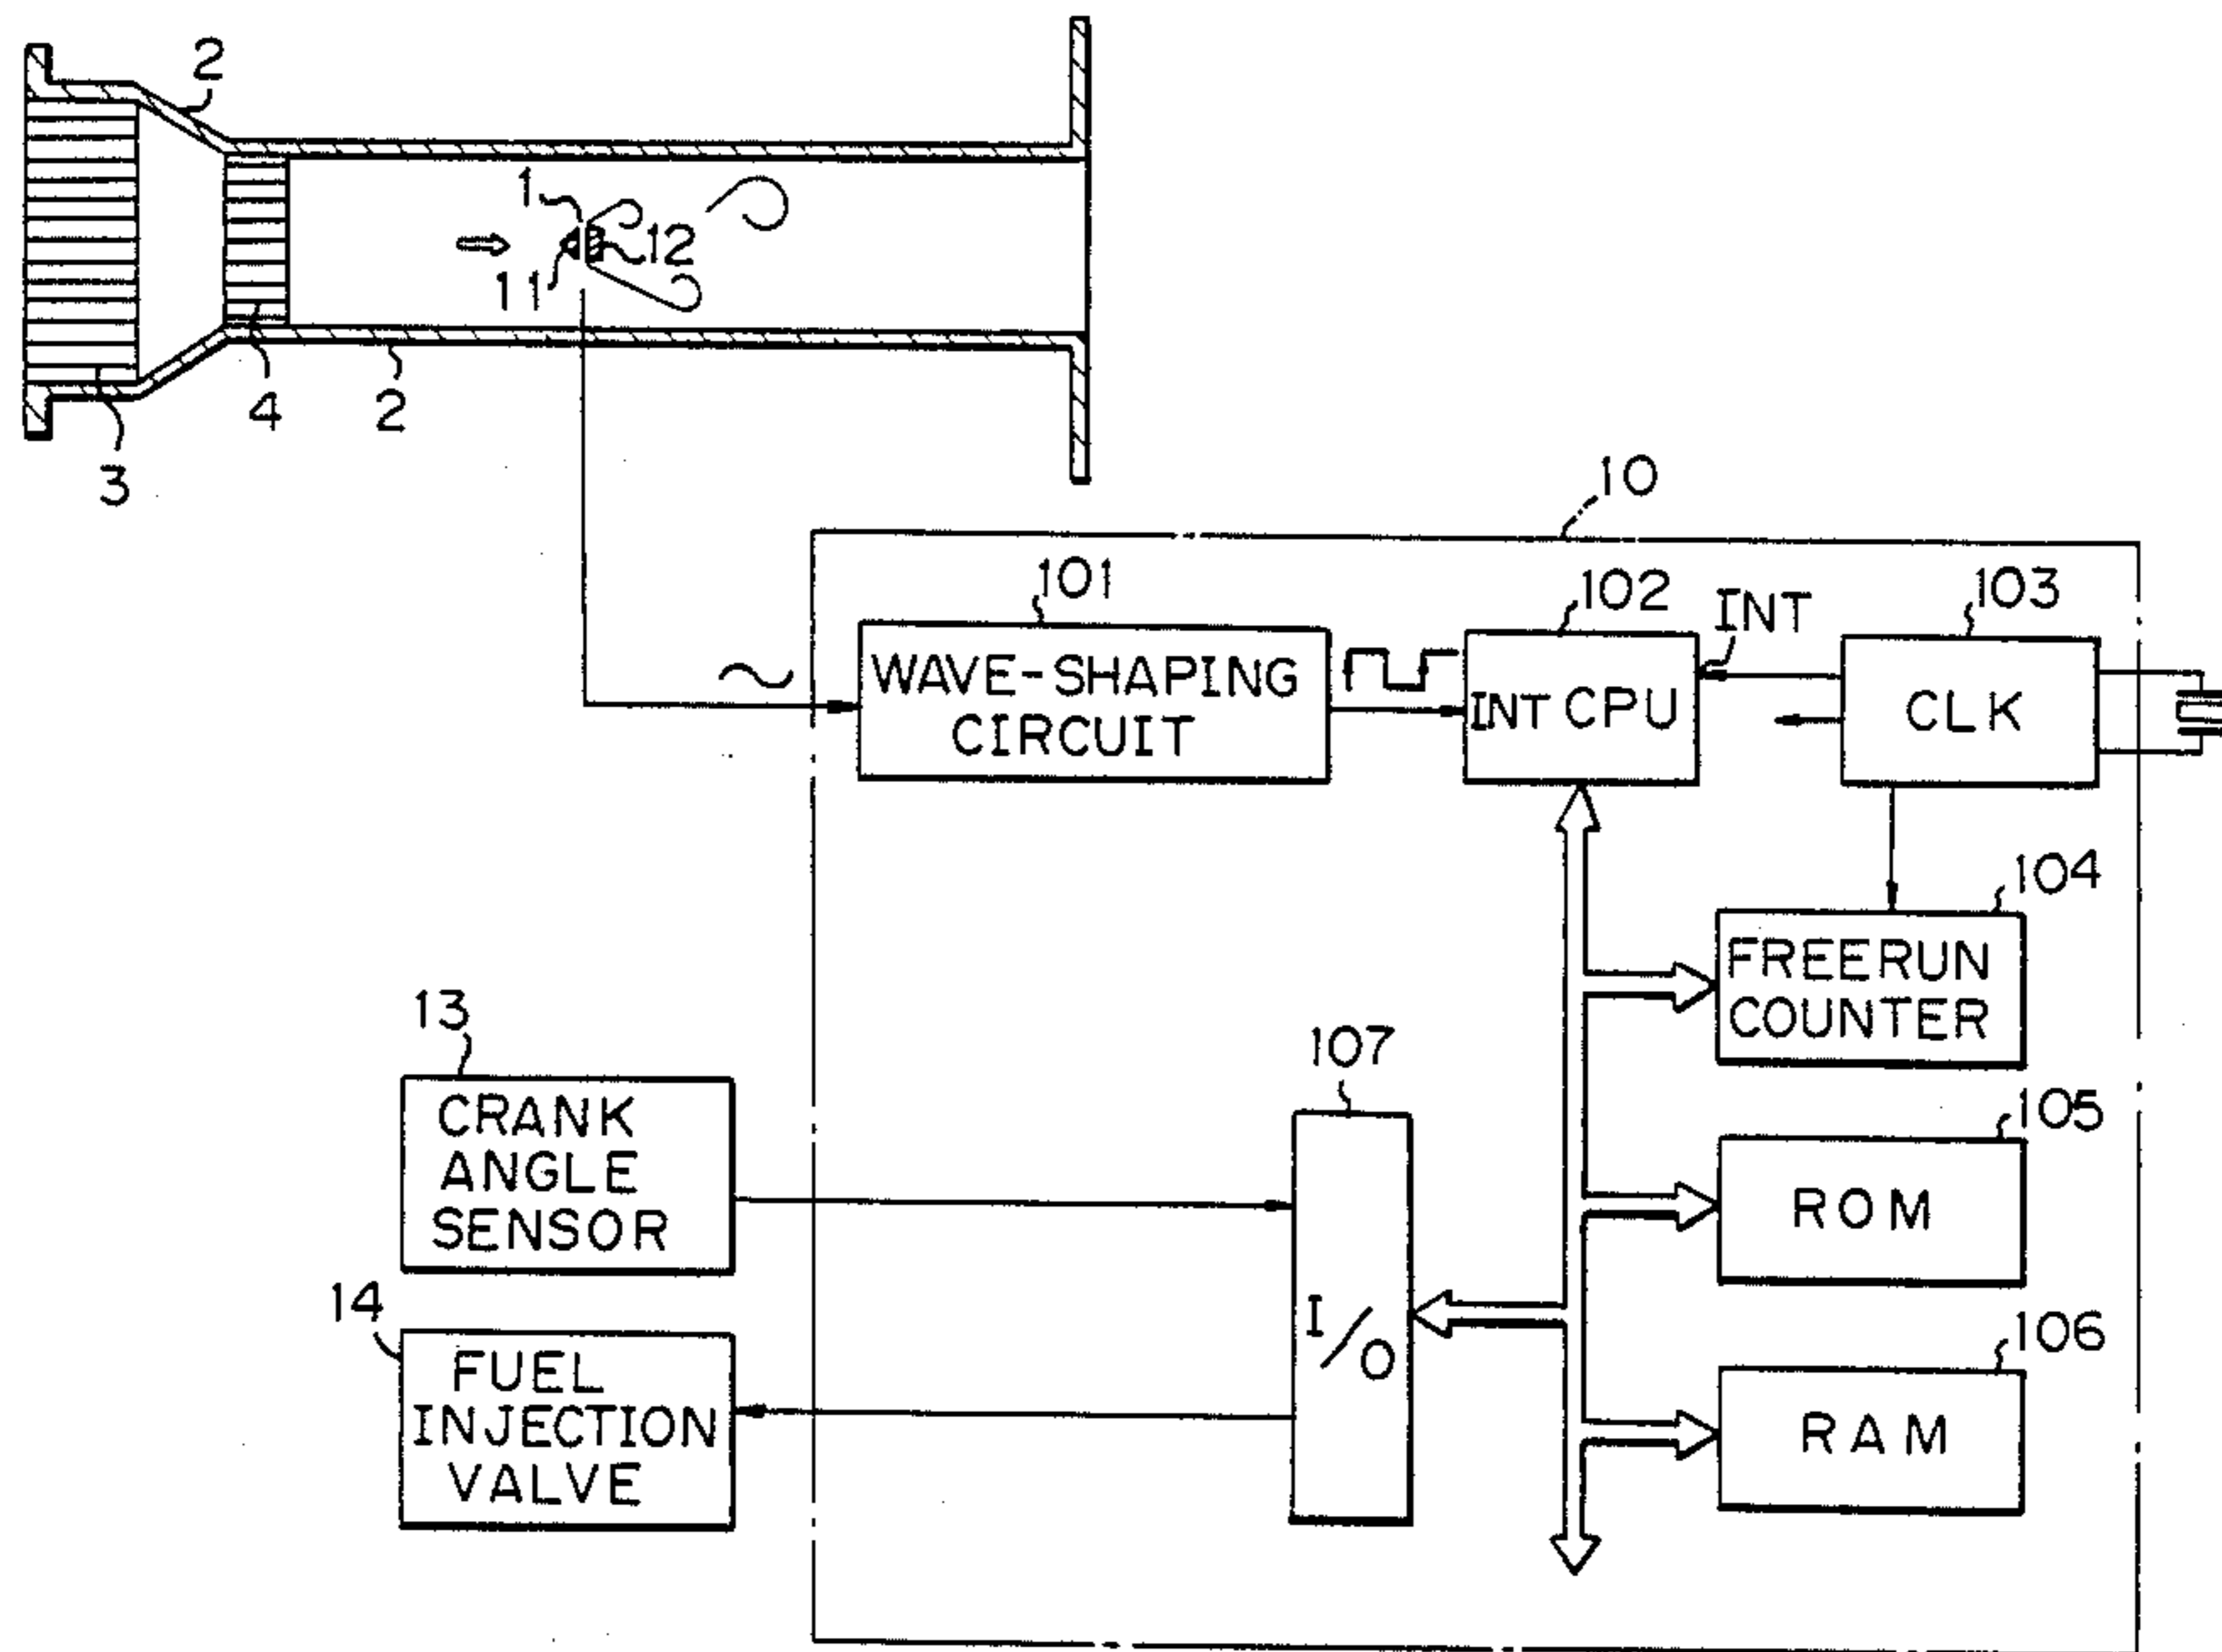 2
1
12
11
4
2
3
10
101
102
INT
103
WAVE-SHAPING
CIRCUIT
INT CPU
CLK
104
FREERUN
COUNTER
13
107
CRANK
ANGLE
SENSOR
105
ROM
14
I/O
106
FUEL
INJECTION
VALVE
RAM